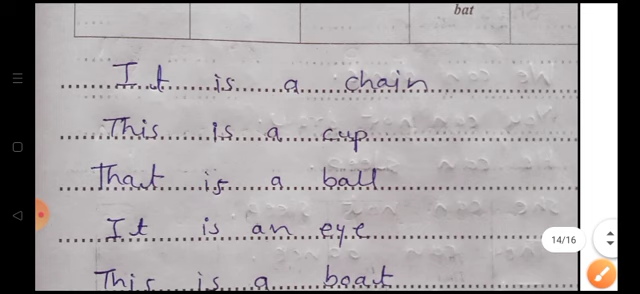 bat
It is a chain
This is a cup
That is a ball
It is an eye
This is a boat
14/16